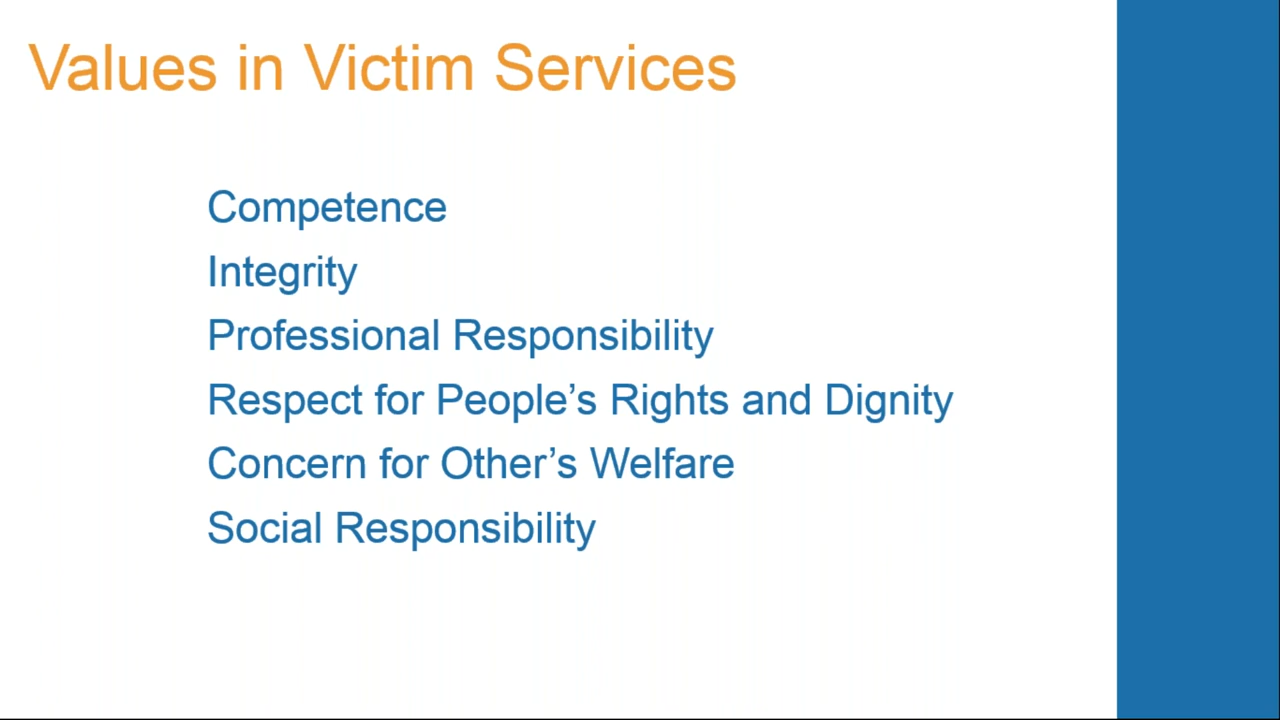 Values in Victim Services
Competence
Integrity
Professional Responsibility
Respect for People’s Rights and Dignity
Concern for Other’s Welfare
Social Responsibility